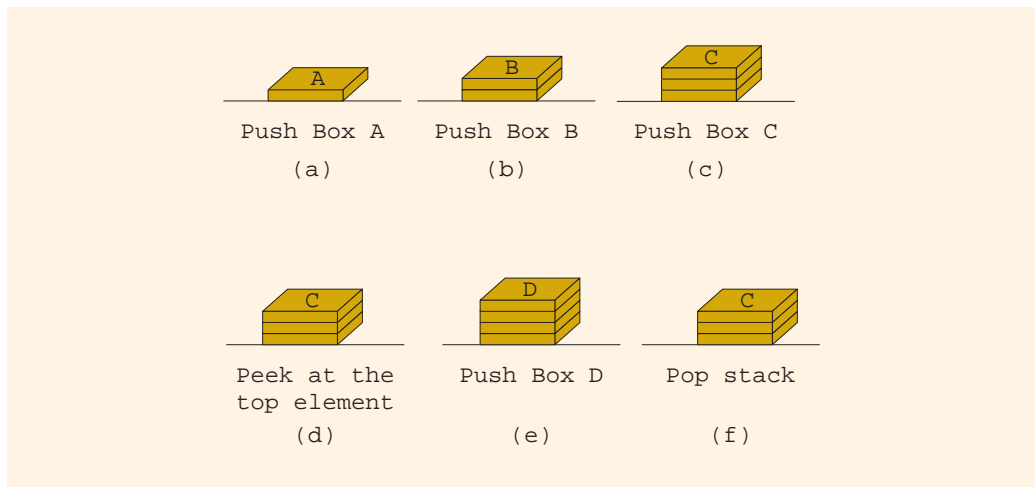 A B C
Push Box A Push Box B Push Box C
(a) (b) (c)
C D C
Peek at the Push Box D Pop stack
top element
(d) (e) (f)